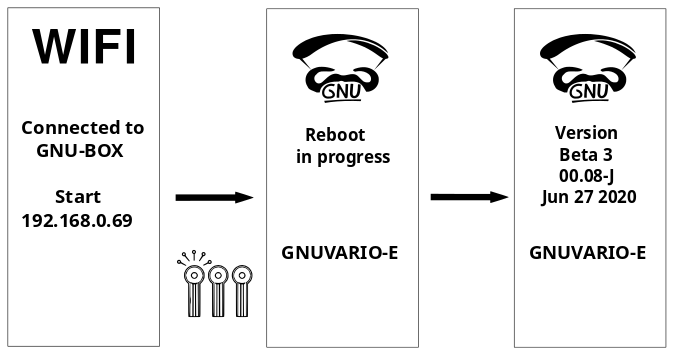 WIFI
Connected to
GNU-BOX
Start
192.168.0.69
GNU
Reboot
in progress
GNUVARIO-E
GNU
Version
Beta 3
00.08-J
Jun 27 2020
GNUVARIO-E